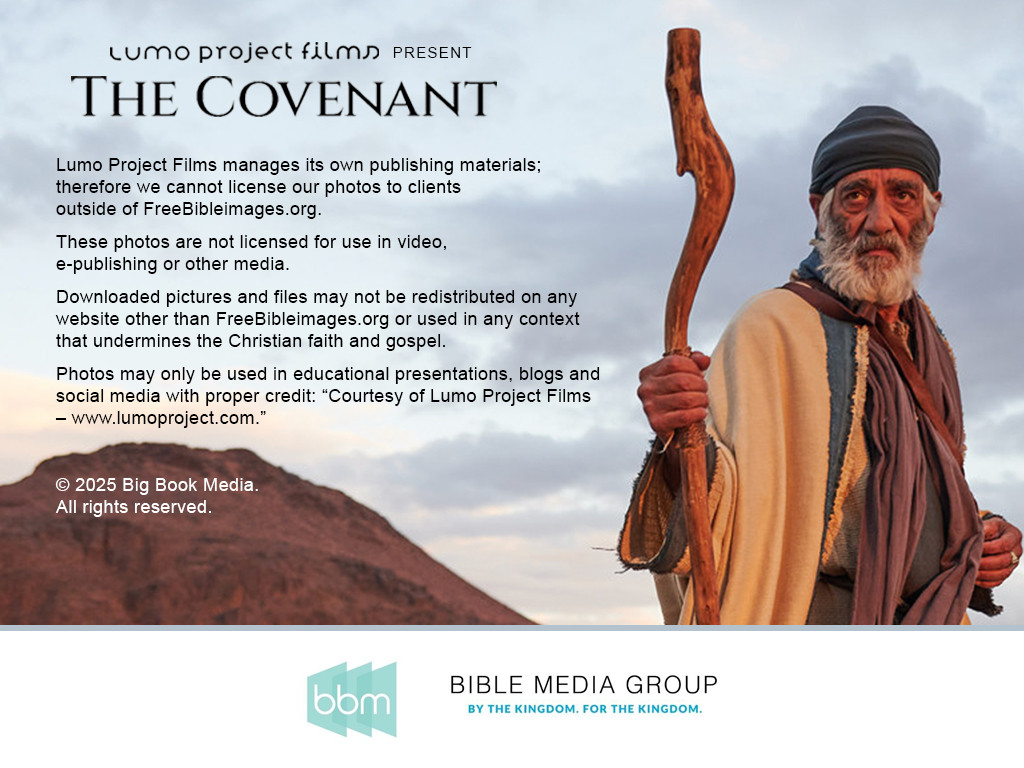 Lumo project films PRESENT
THE COVENANT
Lumo Project Films manages its own publishing materials;
therefore we cannot license our photos to clients
outside of FreeBibleimages.org.
These photos are not licensed for use in video,
e-publishing or other media.
Downloaded pictures and files may not be redistributed on any
website other than FreeBibleimages.org or used in any context
that undermines the Christian faith and gospel.
Photos may only be used in educational presentations, blogs and
social media with proper credit: “Courtesy of Lumo Project Films
– www.lumoproject.com.”
© 2025 Big Book Media.
All rights reserved.
bbm
BIBLE MEDIA GROUP
BY THE KINGDOM. FOR THE KINGDOM.